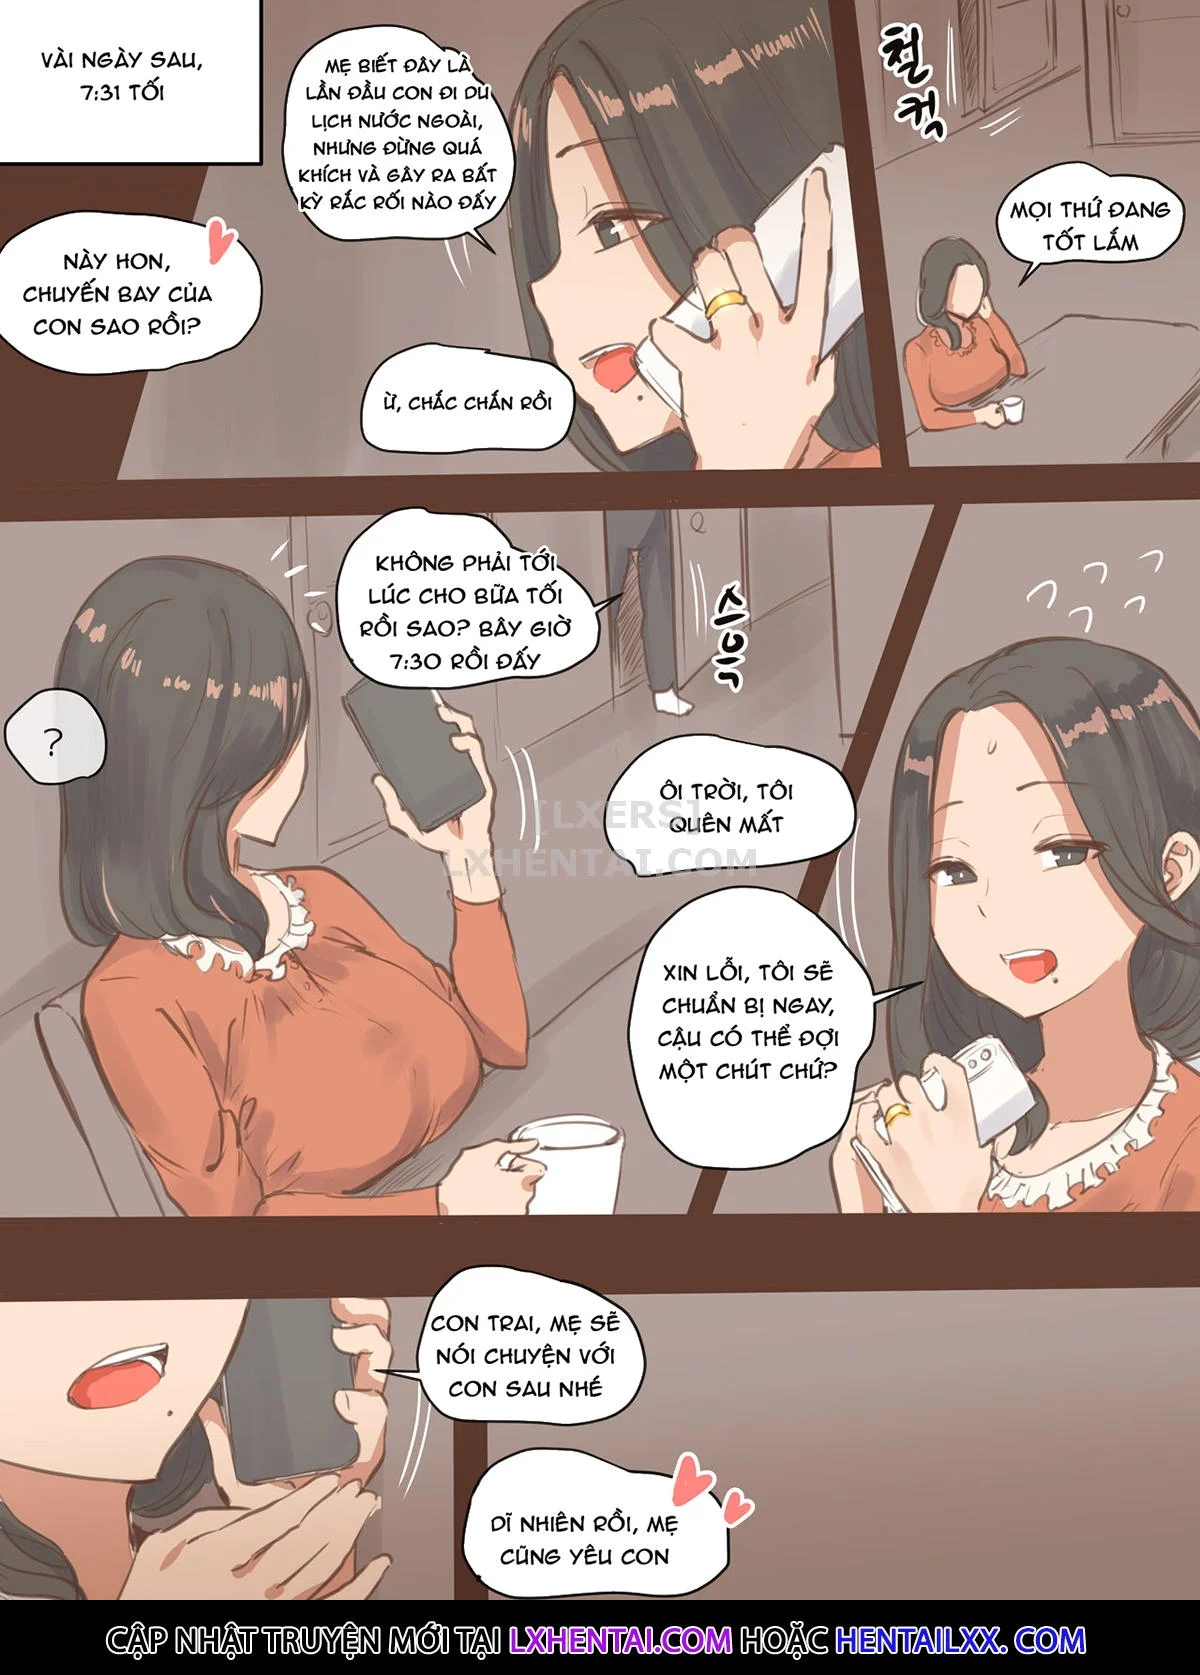 VÀI NGÀY SAU,
7:31 TỐI
NÀY HON,
CHUYẾN BAY CỦA
CON SAO RỒI?
MẸ BIẾT ĐÂY LÀ
LẦN ĐẦU CON ĐI DU
LỊCH NƯỚC NGOÀI,
NHƯNG ĐỪNG QUÁ
KHÍCH VÀ GÂY RA BẤT
KỲ RẮC RỐI NÀO ĐẤY
Ừ, CHẮC CHẮN RỒI
철컥
MỌI THỨ ĐANG
TỐT LẮM
?
KHÔNG PHẢI TỚI
LÚC CHO BỮA TỐI
RỒI SAO? BÂY GIỜ
7:30 RỒI ĐẤY
스윽
ÔI TRỜI, TÔI
QUÊN MẤT
[LXERS]
LXHENTAI.COM
XIN LỖI, TÔI SẼ
CHUẨN BỊ NGAY,
CẬU CÓ THỂ ĐỢI
MỘT CHÚT CHỨ?
CON TRAI, MẸ SẼ
NÓI CHUYỆN VỚI
CON SAU NHÉ
DĨ NHIÊN RỒI, MẸ
CŨNG YÊU CON
CẬP NHẬT TRUYỆN MỚI TẠI LXHENTAI.COM HOẶC HENTAILXX. COM